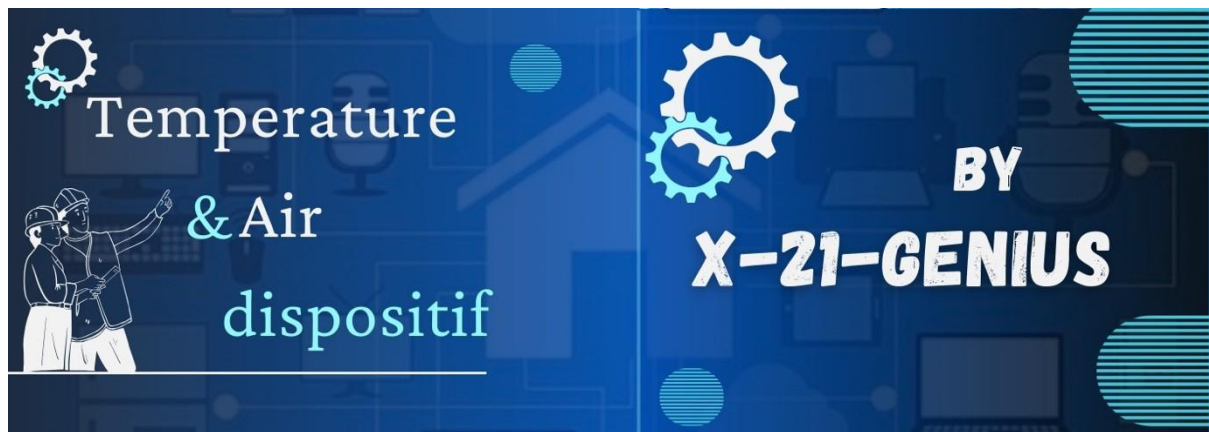 Temperature
& Air
dispositif
BY
X-21-GENIUS